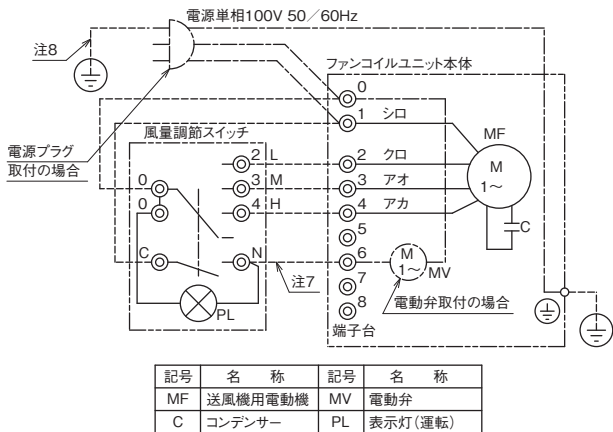 電源単相100V 50／60Hz
注8
ファンコイルユニット本体
0
1 シロ
風量調節スイッチ
MF
電源プラグ
取付の場合
2 L
2 クロ
M
1～
0
3 M
3 アオ
0
4 H
4 アカ
C
5
C
N
6
M
1～
MV
注7
7
電動弁取付の場合
PL
8
端子台
記号 名 称 記号 名 称
MF 送風機用電動機 MV 電動弁
C コンデンサー PL 表示灯(運転)